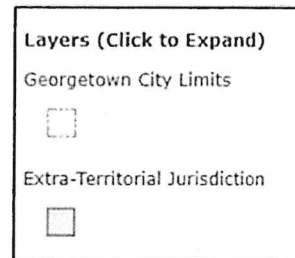 Layers (Click to Expand)
Georgetown City Limits
Extra-Territorial Jurisdiction